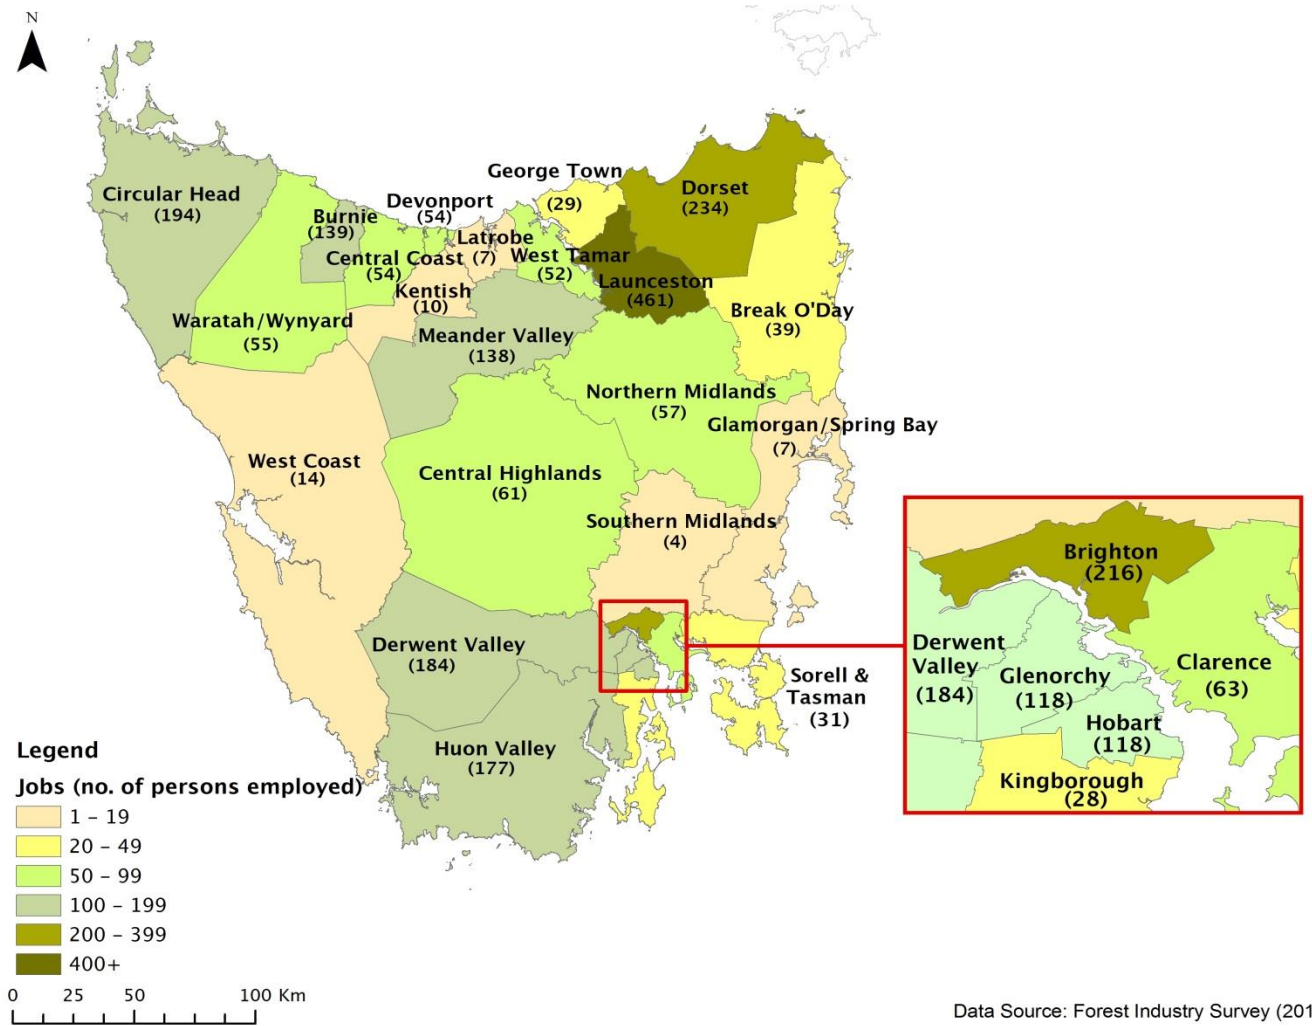 N
George Town
(29)
Dorset
(234)
Circular Head
(194)
Devonport
(54)
Burnie
(139)
Latrobe
(7)
Central Coast
(54)
West Tamar
(52)
Launceston
(461)
Kentish
(10)
Break O'Day
(39)
Waratah/Wynyard
(55)
Meander Valley
(138)
Northern Midlands
(57)
Glamorgan/Spring Bay
(7)
West Coast
(14)
Central Highlands
(61)
Southern Midlands
(4)
Derwent Valley
(184)
Sorell &
Tasman
(31)
Huon Valley
(177)
Brighton
(216)
Derwent
Valley
(184)
Glenorchy
(118)
Clarence
(63)
Hobart
(118)
Kingborough
(28)
Legend
Jobs (no. of persons employed)
1 – 19
20 – 49
50 – 99
100 – 199
200 – 399
400+
0 25 50 100 Km
Data Source: Forest Industry Survey (201